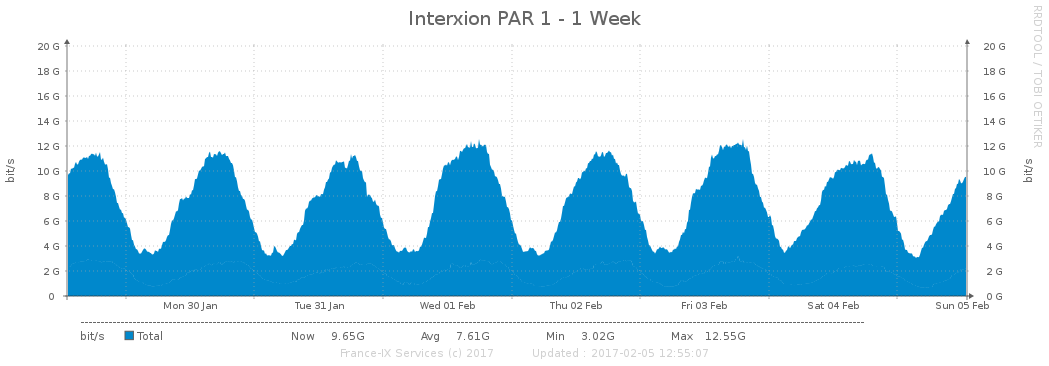 Interxion PAR 1 - 1 Week
RRDTOOL / TOBI OETIKER
bit/s
20 G
18 G
16 G
14 G
12 G
10 G
8 G
6 G
4 G
2 G
0
20 G
18 G
16 G
14 G
12 G
10 G
8 G
6 G
4 G
2 G
0 G
bit/s
Mon 30 Jan Tue 31 Jan Wed 01 Feb Thu 02 Feb Fri 03 Feb Sat 04 Feb Sun 05 Feb
bit/s Total Now 9.65G Avg 7.61G Min 3.02G Max 12.55G
France-IX Services (c) 2017 Updated : 2017-02-05 12:55:07